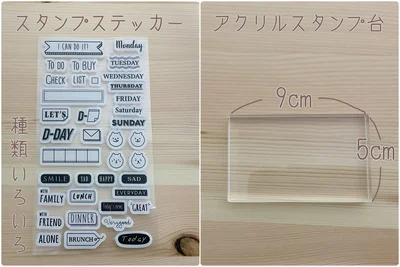 スタンプステッカー
種類いろいろ
I CAN DO IT!
Monday
TO DO
TO BUY
TUESDAY
CHECK
LIST
WEDNESDAY
THURSDAY
FRIDAY
Saturday
SUNDAY
LET'S
D-
D-DAY
SMILE
SAD
HAPPY
SAD
EVERYDAY
WITH
FAMILY
LUNCH
"GREAT"
WITH
FRIEND
DINNER
Very good
ALONE
BRUNCH
Today
アクリルスタンプ台
9cm
5cm